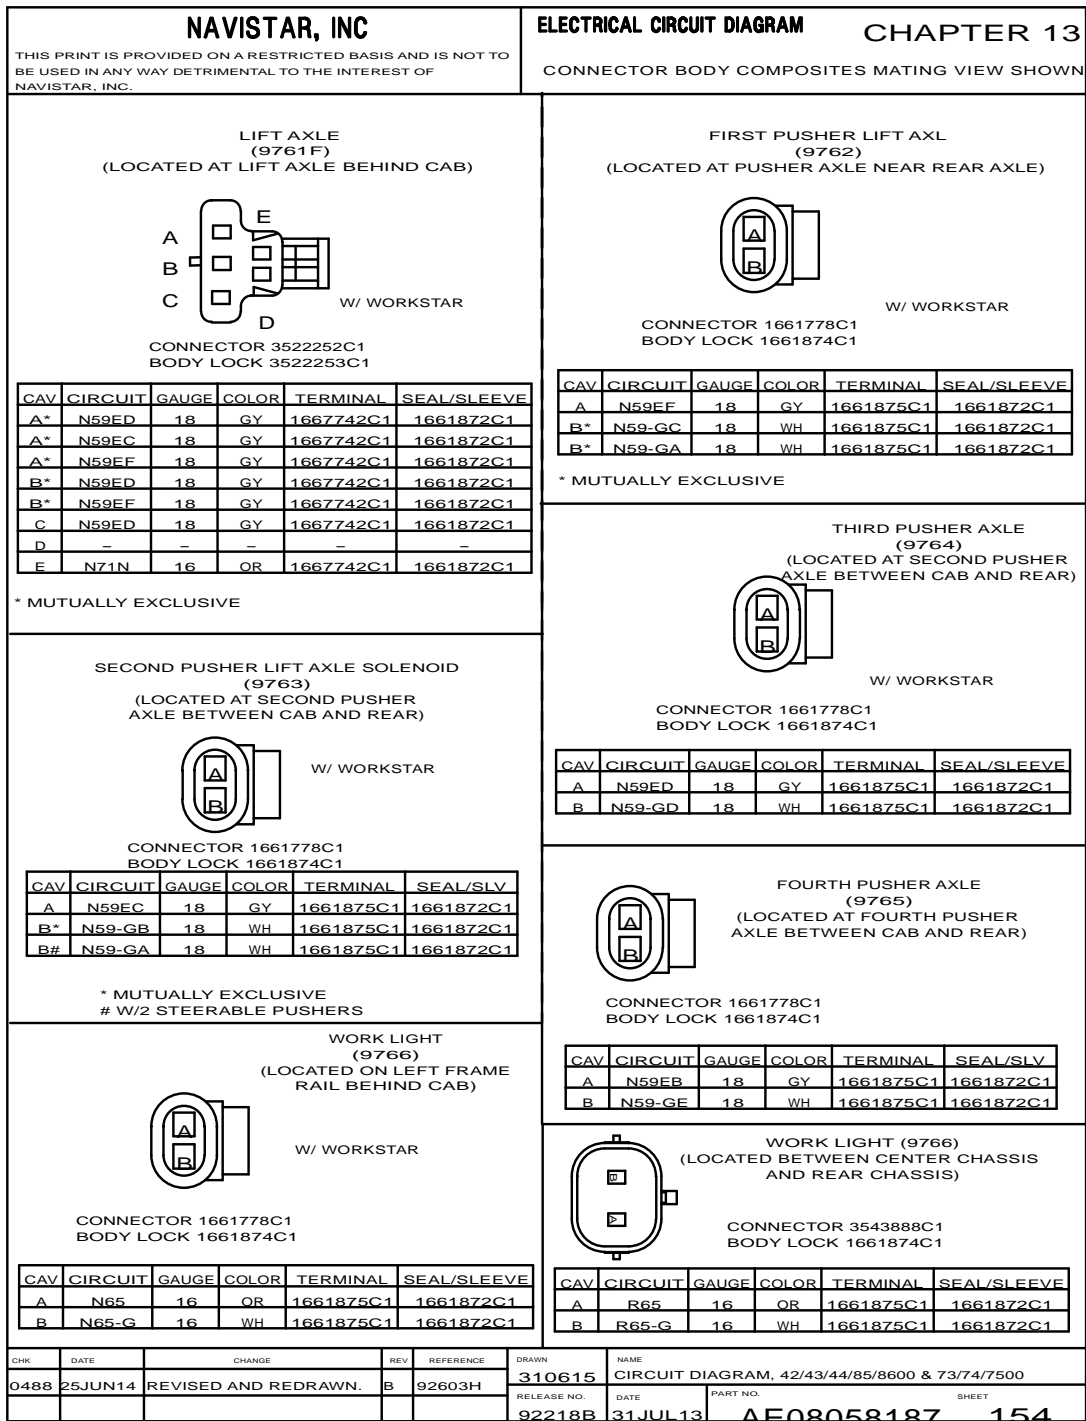 NAVISTAR, INC
THIS PRINT IS PROVIDED ON A RESTRICTED BASIS AND IS NOT TO
BE USED IN ANY WAY DETRIMENTAL TO THE INTEREST OF
NAVISTAR, INC.
ELECTRICAL CIRCUIT DIAGRAM
CHAPTER 13
CONNECTOR BODY COMPOSITES MATING VIEW SHOWN
LIFT AXLE
(9761F)
(LOCATED AT LIFT AXLE BEHIND CAB)
E
A
B
C
D
W/ WORKSTAR
CONNECTOR 3522252C1
BODY LOCK 3522253C1
CAV CIRCUIT GAUGE COLOR TERMINAL SEAL/SLEEVE
A* N59ED 18 GY 1667742C1 1661872C1
A* N59EC 18 GY 1667742C1 1661872C1
A* N59EF 18 GY 1667742C1 1661872C1
B* N59ED 18 GY 1667742C1 1661872C1
B* N59EF 18 GY 1667742C1 1661872C1
C N59ED 18 GY 1667742C1 1661872C1
D – – – – –
E N71N 16 OR 1667742C1 1661872C1
* MUTUALLY EXCLUSIVE
SECOND PUSHER LIFT AXLE SOLENOID
(9763)
(LOCATED AT SECOND PUSHER
AXLE BETWEEN CAB AND REAR)
A
B
W/ WORKSTAR
CONNECTOR 1661778C1
BODY LOCK 1661874C1
CAV CIRCUIT GAUGE COLOR TERMINAL SEAL/SLV
A N59EC 18 GY 1661875C1 1661872C1
B* N59-GB 18 WH 1661875C1 1661872C1
B# N59-GA 18 WH 1661875C1 1661872C1
* MUTUALLY EXCLUSIVE
# W/2 STEERABLE PUSHERS
WORK LIGHT
(9766)
(LOCATED ON LEFT FRAME
RAIL BEHIND CAB)
A
B
W/ WORKSTAR
CONNECTOR 1661778C1
BODY LOCK 1661874C1
CAV CIRCUIT GAUGE COLOR TERMINAL SEAL/SLEEVE
A N65 16 OR 1661875C1 1661872C1
B N65-G 16 WH 1661875C1 1661872C1
FIRST PUSHER LIFT AXL
(9762)
(LOCATED AT PUSHER AXLE NEAR REAR AXLE)
A
B
W/ WORKSTAR
CONNECTOR 1661778C1
BODY LOCK 1661874C1
CAV CIRCUIT GAUGE COLOR TERMINAL SEAL/SLEEVE
A N59EF 18 GY 1661875C1 1661872C1
B* N59-GC 18 WH 1661875C1 1661872C1
B* N59-GA 18 WH 1661875C1 1661872C1
* MUTUALLY EXCLUSIVE
THIRD PUSHER AXLE
(9764)
(LOCATED AT SECOND PUSHER
AXLE BETWEEN CAB AND REAR)
A
B
W/ WORKSTAR
CONNECTOR 1661778C1
BODY LOCK 1661874C1
CAV CIRCUIT GAUGE COLOR TERMINAL SEAL/SLEEVE
A N59ED 18 GY 1661875C1 1661872C1
B N59-GD 18 WH 1661875C1 1661872C1
FOURTH PUSHER AXLE
(9765)
(LOCATED AT FOURTH PUSHER
AXLE BETWEEN CAB AND REAR)
A
B
CONNECTOR 1661778C1
BODY LOCK 1661874C1
CAV CIRCUIT GAUGE COLOR TERMINAL SEAL/SLV
A N59EB 18 GY 1661875C1 1661872C1
B N59-GE 18 WH 1661875C1 1661872C1
WORK LIGHT (9766)
(LOCATED BETWEEN CENTER CHASSIS
AND REAR CHASSIS)
B
A
CONNECTOR 3543888C1
BODY LOCK 1661874C1
CAV CIRCUIT GAUGE COLOR TERMINAL SEAL/SLEEVE
A R65 16 OR 1661875C1 1661872C1
B R65-G 16 WH 1661875C1 1661872C1
CHK DATE CHANGE REV REFERENCE
0488 25JUN14 REVISED AND REDRAWN. B 92603H
DRAWN NAME
310615 CIRCUIT DIAGRAM, 42/43/44/85/8600 & 73/74/7500
RELEASE NO. DATE PART NO. SHEET
92218B 31JUL13 AE08058187 154